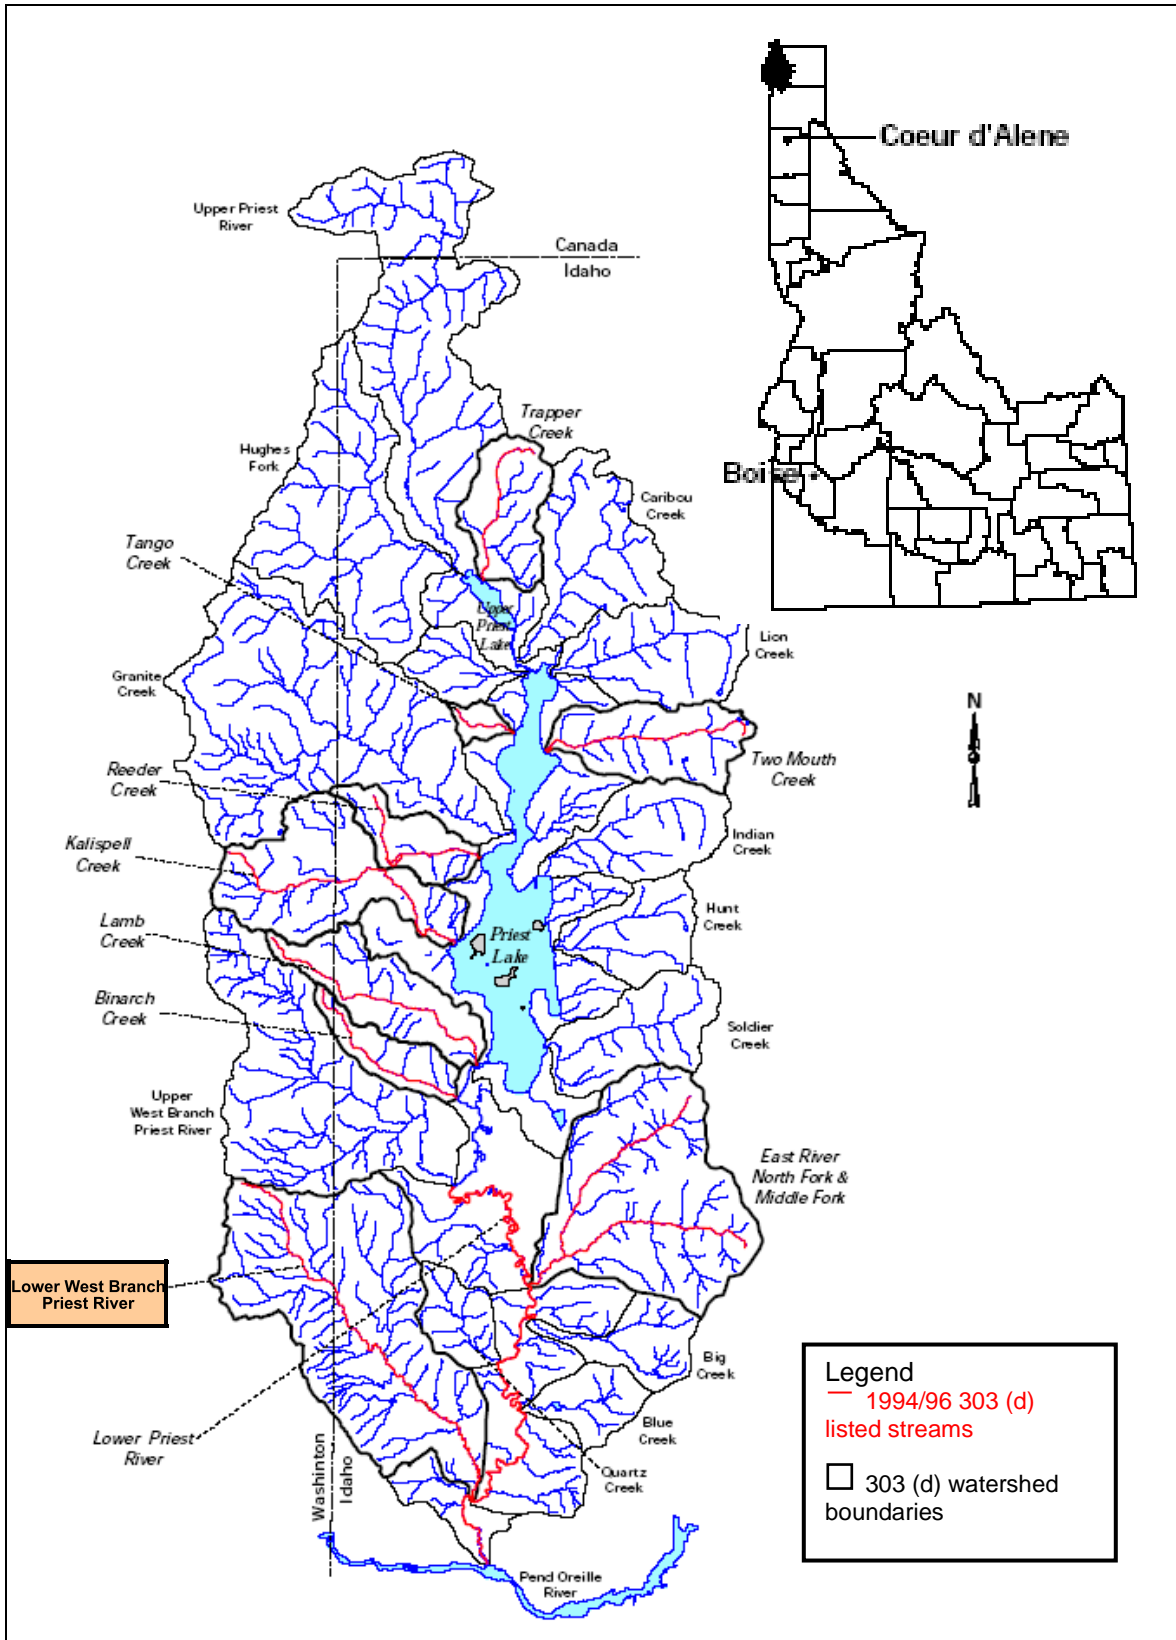 Coeur d'Alene
Boise
Upper Priest
River
Canada
Idaho
Trapper
Creek
Hughes
Fork
Caribou
Creek
Tango
Creek
Upper
Priest
Lake
Lion
Creek
Granite
Creek
N
Two Mouth
Creek
Reeder
Creek
Indian
Creek
Kalispell
Creek
Hunt
Creek
Lamb
Creek
Priest
Lake
Binarch
Creek
Soldier
Creek
Upper
West Branch
Priest River
East River
North Fork &
Middle Fork
Lower West Branch
Priest River
Big
Creek
Blue
Creek
Lower Priest
River
Quartz
Creek
Washinton
Idaho
Pend Oreille
River
Legend
1994/96 303 (d)
listed streams
303 (d) watershed
boundaries